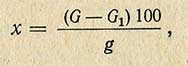 x = (G — G₁) 100 / g ,